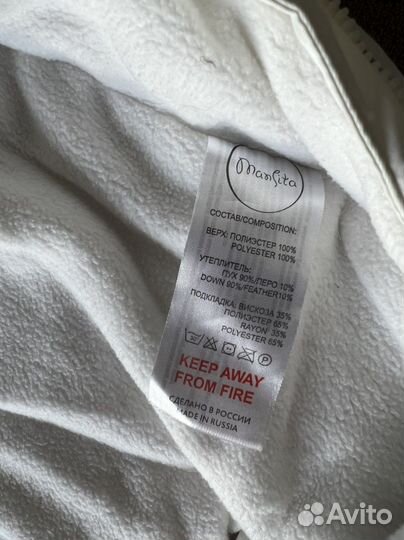 Manſita
СОСТАВ/COMPOSITION:
ВЕРХ: ПОЛИЭСТЕР 100%
POLYESTER 100%
УТЕПЛИТЕЛЬ:
ПУХ 90%/ПЕРО 10%
DOWN 90%/FEATHER10%
ПОДКЛАДКА: ВИСКОЗА 35%
ПОЛИЭСТЕР 65%
RAYON 35%
POLYESTER 65%
KEEP AWAY
FROM FIRE
СДЕЛАНО В РОССИИ
MADE IN RUSSIA
Avito